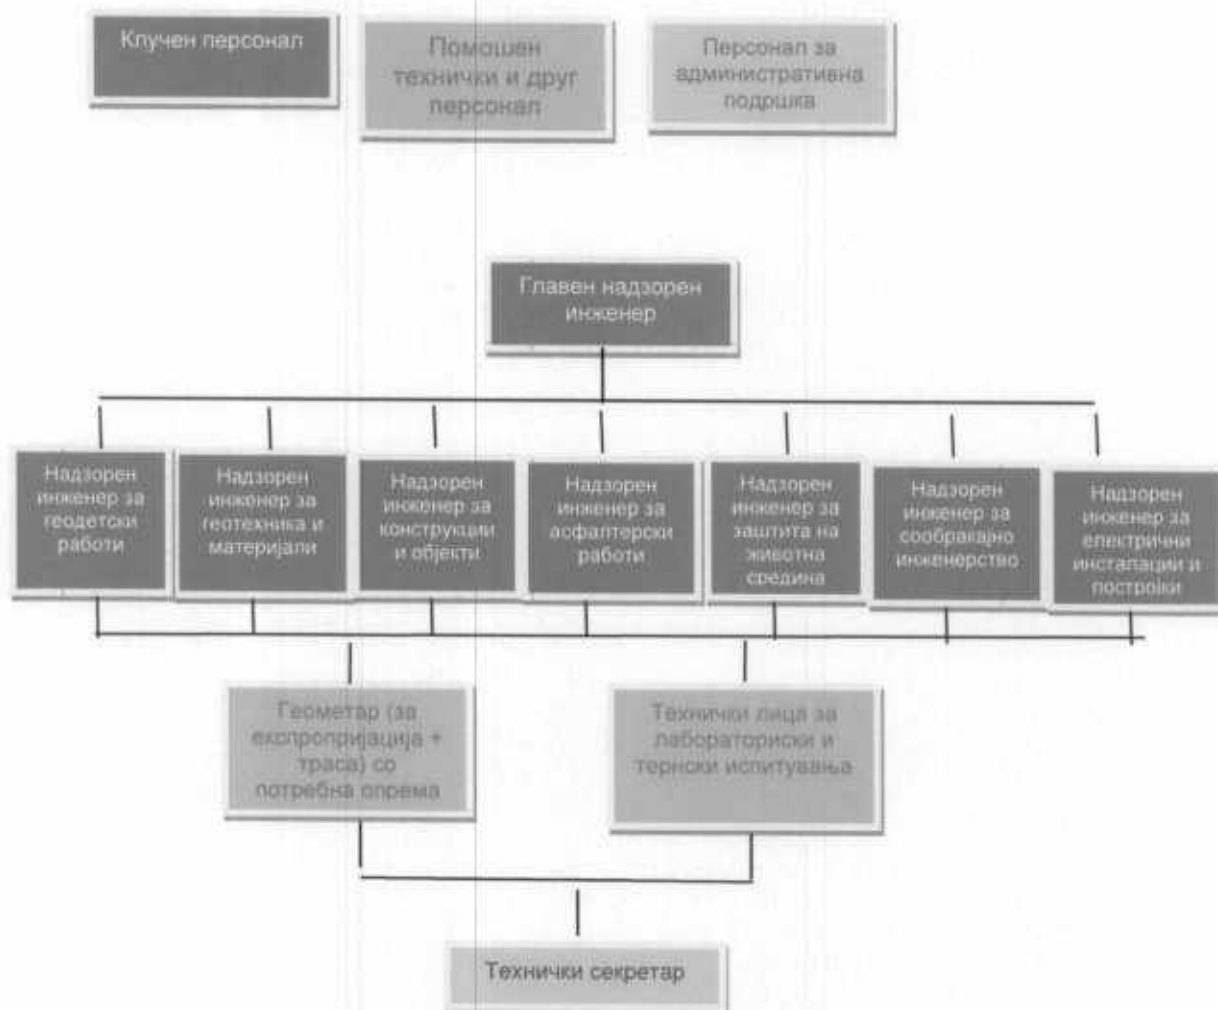 Клучен персонал
Помошен
технички и друг
персонал
Персонал за
административна
подршка
Главен надзорен
инженер
Надзорен
инженер за
геодетски
работи
Надзорен
инженер за
геотехника и
материјали
Надзорен
инженер за
конструкции
и објекти
Надзорен
инженер за
асфалтерски
работи
Надзорен
инженер за
заштита на
животна
средина
Надзорен
инженер за
сообраќајно
инженерство
Надзорен
инженер за
електрични
инсталации и
постројки
Геометар (за
експропријација +
траса) со
потребна опрема
Технички лица за
лабораториски и
тернски испитувања
Технички секретар